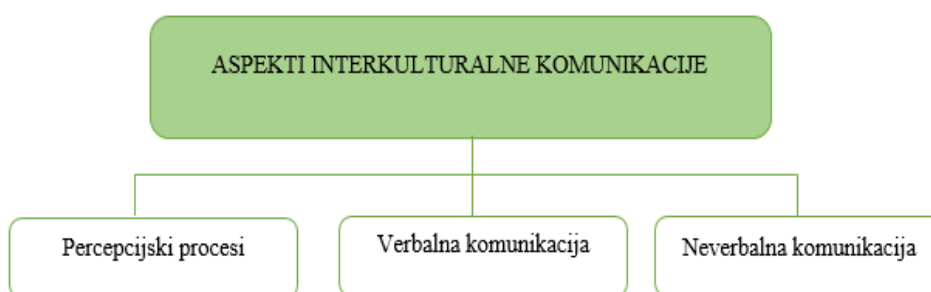 ASPEKTI INTERKULTURALNE KOMUNIKACIJE
Percepcijski procesi
Verbalna komunikacija
Neverbalna komunikacija